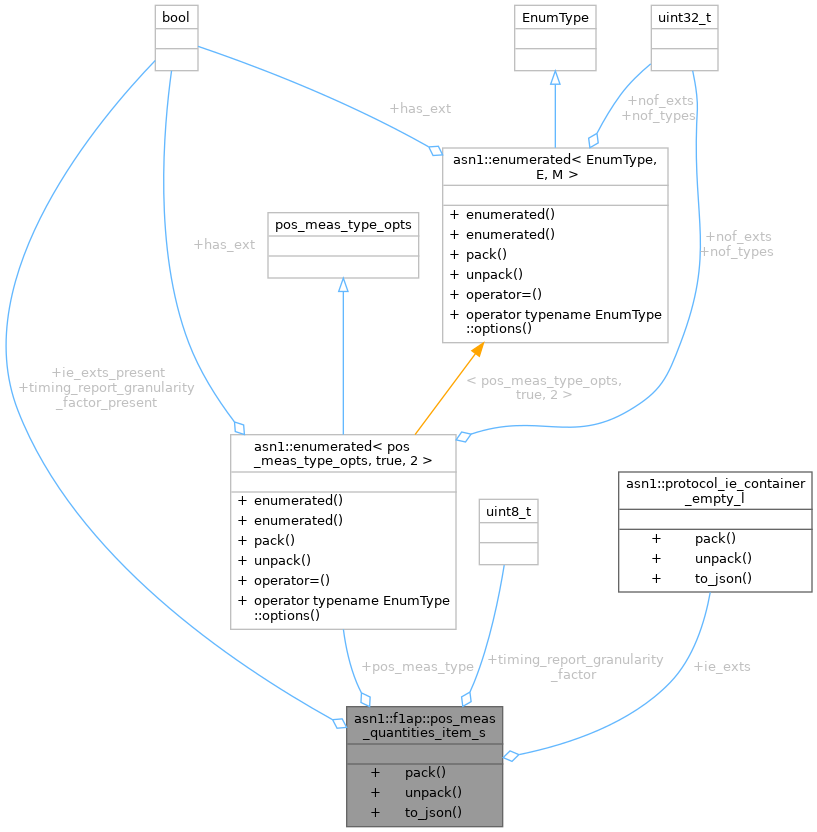 bool
EnumType
uint32_t
+has_ext
+nof_exts
+nof_types
asn1::enumerated< EnumType,
E, M >
+ enumerated()
+ enumerated()
+ pack()
+ unpack()
+ operator=()
+ operator typename EnumType
::options()
pos_meas_type_opts
+has_ext
+nof_exts
+nof_types
+ie_exts_present
+timing_report_granularity
_factor_present
< pos_meas_type_opts,
true, 2 >
asn1::enumerated< pos
_meas_type_opts, true, 2 >
+ enumerated()
+ enumerated()
+ pack()
+ unpack()
+ operator=()
+ operator typename EnumType
::options()
uint8_t
asn1::protocol_ie_container
_empty_l
+ pack()
+ unpack()
+ to_json()
+pos_meas_type
+timing_report_granularity
_factor
+ie_exts
asn1::f1ap::pos_meas
_quantities_item_s
+ pack()
+ unpack()
+ to_json()